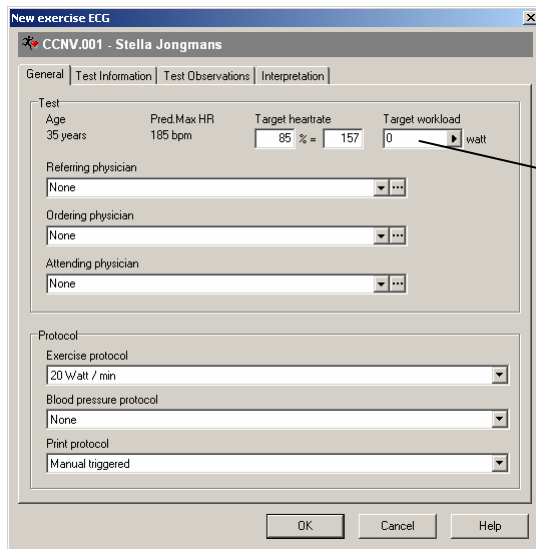 New exercise ECG
CCNV.001 - Stella Jongmans
General Test Information Test Observations Interpretation
Test
Age Pred.Max HR Target heartrate Target workload
35 years 185 bpm 85 % = 157 0 watt
Referring physician
None
Ordering physician
None
Attending physician
None
Protocol
Exercise protocol
20 Watt / min
Blood pressure protocol
None
Print protocol
Manual triggered
OK Cancel Help